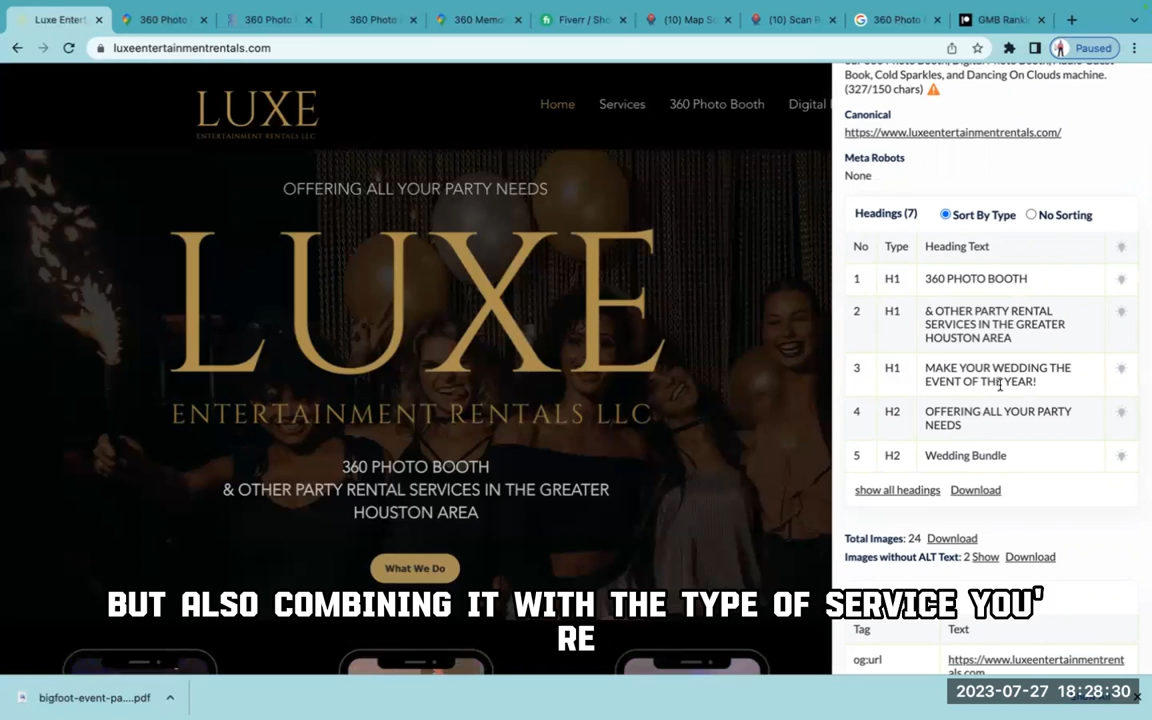 Luxe Entert
360 Photo
360 Photo
360 Photo
360 Memo
Fiverr / Sho
(10) Map Sc
(10) Scan R
360 Photo
GMB Ranki
luxeentertainmentrentals.com
Paused
LUXE
ENTERTAINMENT RENTALS LLC
Home
Services
360 Photo Booth
Digital
OFFERING ALL YOUR PARTY NEEDS
LUXE
ENTERTAINMENT RENTALS LLC
360 PHOTO BOOTH
& OTHER PARTY RENTAL SERVICES IN THE GREATER
HOUSTON AREA
What We Do
Book, Cold Sparkles, and Dancing On Clouds machine.
(327/150 chars)
Canonical
https://www.luxeentertainmentrentals.com/
Meta Robots
None
Headings (7)
Sort By Type
No Sorting
No
Type
Heading Text
1
H1
360 PHOTO BOOTH
2
H1
& OTHER PARTY RENTAL
SERVICES IN THE GREATER
HOUSTON AREA
3
H1
MAKE YOUR WEDDING THE
EVENT OF THE YEAR!
4
H2
OFFERING ALL YOUR PARTY
NEEDS
5
H2
Wedding Bundle
show all headings
Download
Total Images: 24 Download
Images without ALT Text: 2 Show Download
Tag
Text
og:url
https://www.luxeentertainmentrent
BUT ALSO COMBINING IT WITH THE TYPE OF SERVICE YOU'
RE
bigfoot-event-pa....pdf
2023-07-27 18:28:30